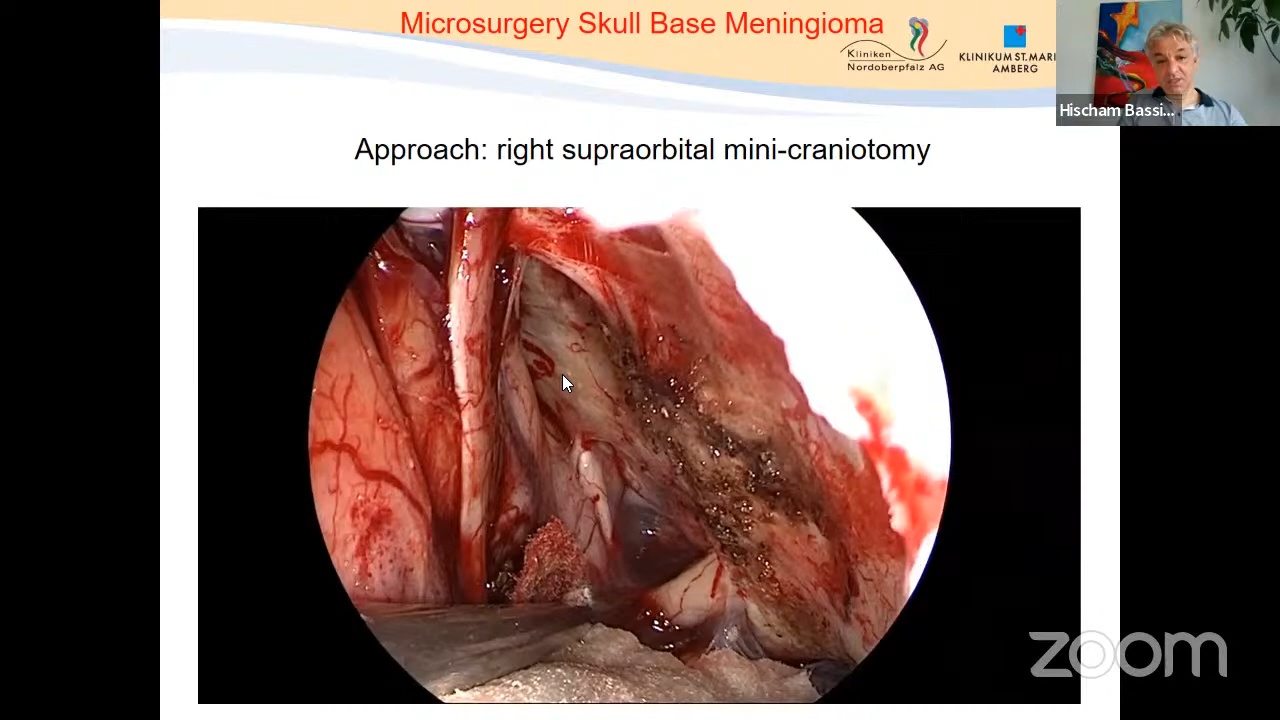 Microsurgery Skull Base Meningioma
Kliniken
Nordoberpfalz AG
KLINIKUM ST.MARI
AMBERG
Hischam Bassi...
Approach: right supraorbital mini-craniotomy
zoom